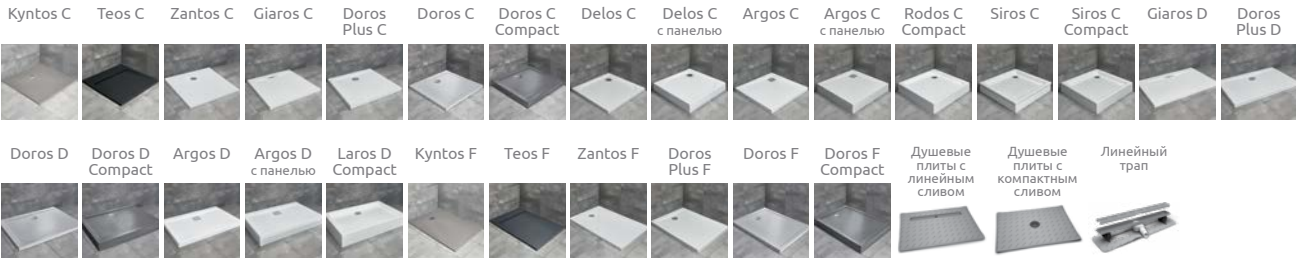 Kyntos C
Teos C
Zantos C
Giaros C
Doros
Plus C
Doros C
Doros C
Compact
Delos C
Delos C
с панелью
Argos C
Argos C
с панелью
Rodos C
Compact
Siros C
Siros C
Compact
Giaros D
Doros
Plus D
Doros D
Doros D
Compact
Argos D
Argos D
с панелью
Laros D
Compact
Kyntos F
Teos F
Zantos F
Doros
Plus F
Doros F
Doros F
Compact
Душевые
плиты с
линейным
сливом
Душевые
плиты с
компактным
сливом
Линейный
трап